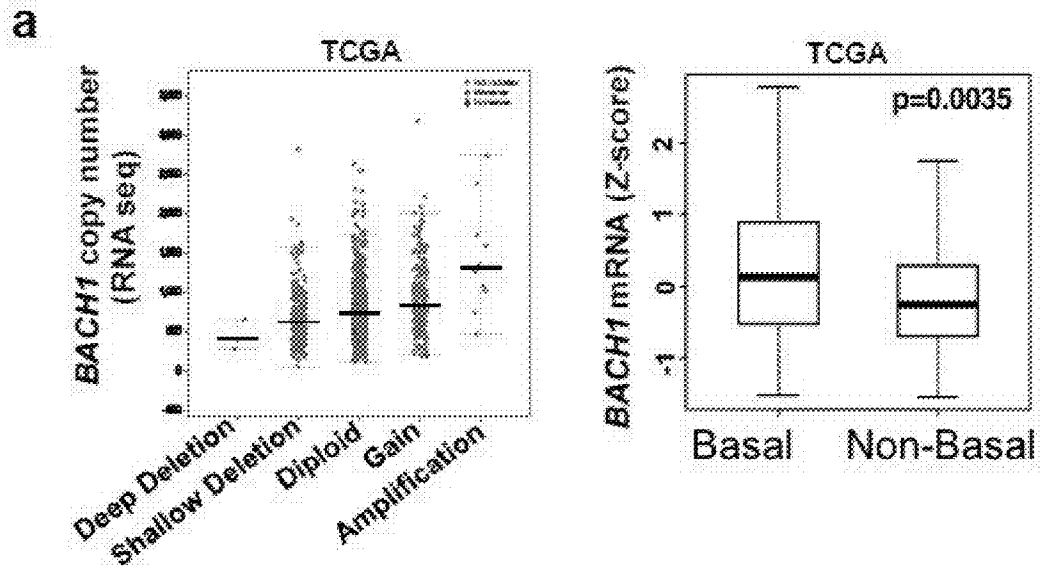 a
TCGA
BACH1 copy number
(RNA seq)
0
Deep Deletion
Shallow Deletion
Diploid
Gain
Amplification
TCGA
p=0.0035
BACH1 mRNA (Z-score)
2
1
0
-1
Basal
Non-Basal